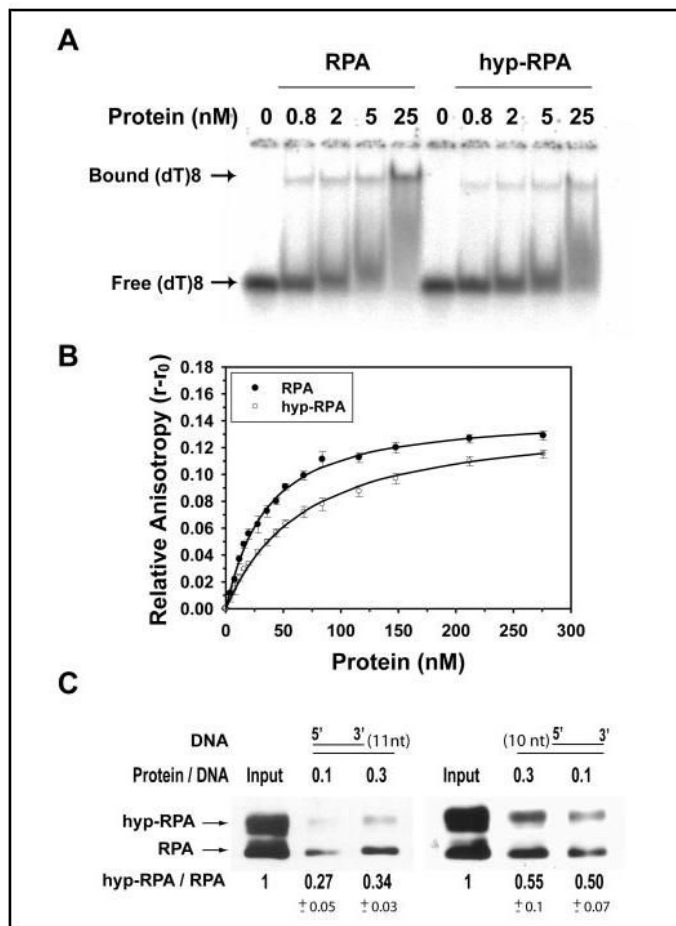 A
RPA hyp-RPA
Protein (nM) 0 0.8 2 5 25 0 0.8 2 5 25
Bound (dT)8
Free (dT)8
B
RPA
hyp-RPA
Relative Anisotropy (r-r0)
0.18
0.16
0.14
0.12
0.10
0.08
0.06
0.04
0.02
0.00
0 50 100 150 200 250 300
Protein (nM)
C
DNA 5' 3' (11nt) (10 nt) 5' 3'
Protein / DNA Input 0.1 0.3 Input 0.3 0.1
hyp-RPA
RPA
hyp-RPA / RPA 1 0.27 0.34 1 0.55 0.50
± 0.05 ± 0.03 ± 0.1 ± 0.07